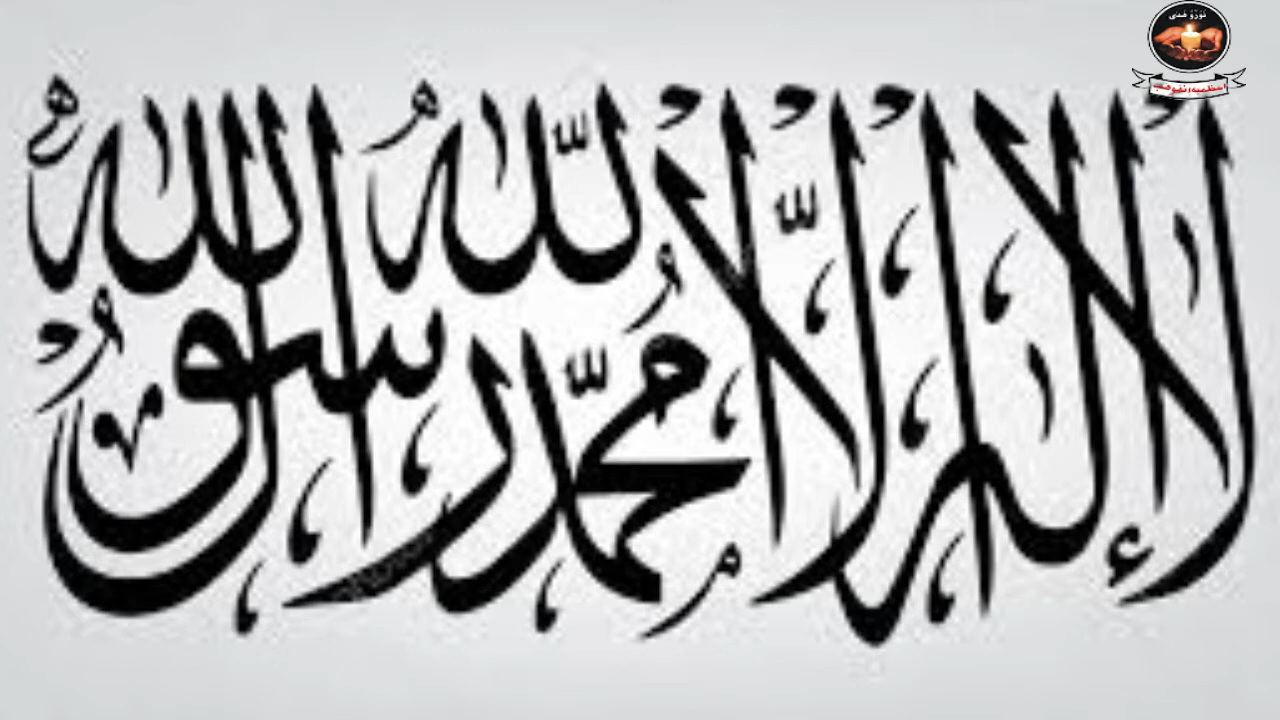 لا إله إلا الله محمد رسول الله